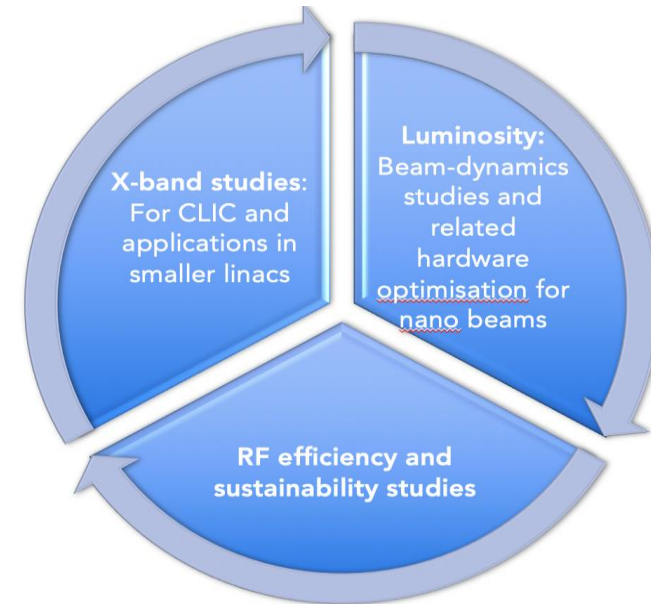 X-band studies:
For CLIC and
applications in
smaller linacs
Luminosity:
Beam-dynamics
studies and
related
hardware
optimisation for
nano beams
RF efficiency and
sustainability studies